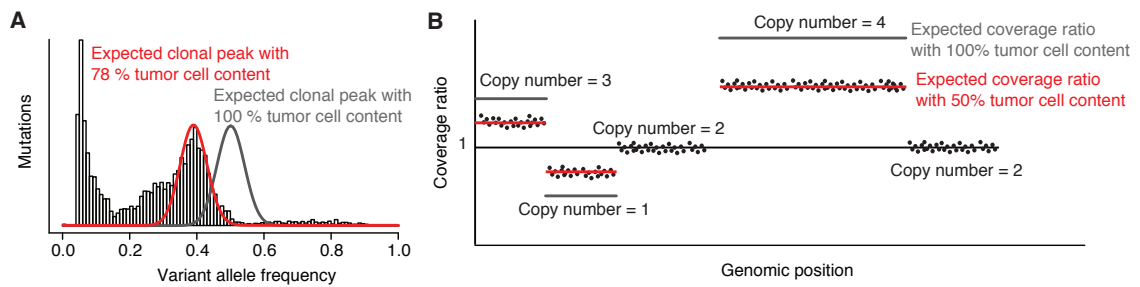 A
Expected clonal peak with
78 % tumor cell content
Expected clonal peak with
100 % tumor cell content
Mutations
0.0 0.2 0.4 0.6 0.8 1.0
Variant allele frequency
B
Copy number = 4
Expected coverage ratio
with 100% tumor cell content
Copy number = 3
Expected coverage ratio
with 50% tumor cell content
Copy number = 2
1
Coverage ratio
Copy number = 2
Copy number = 1
Genomic position